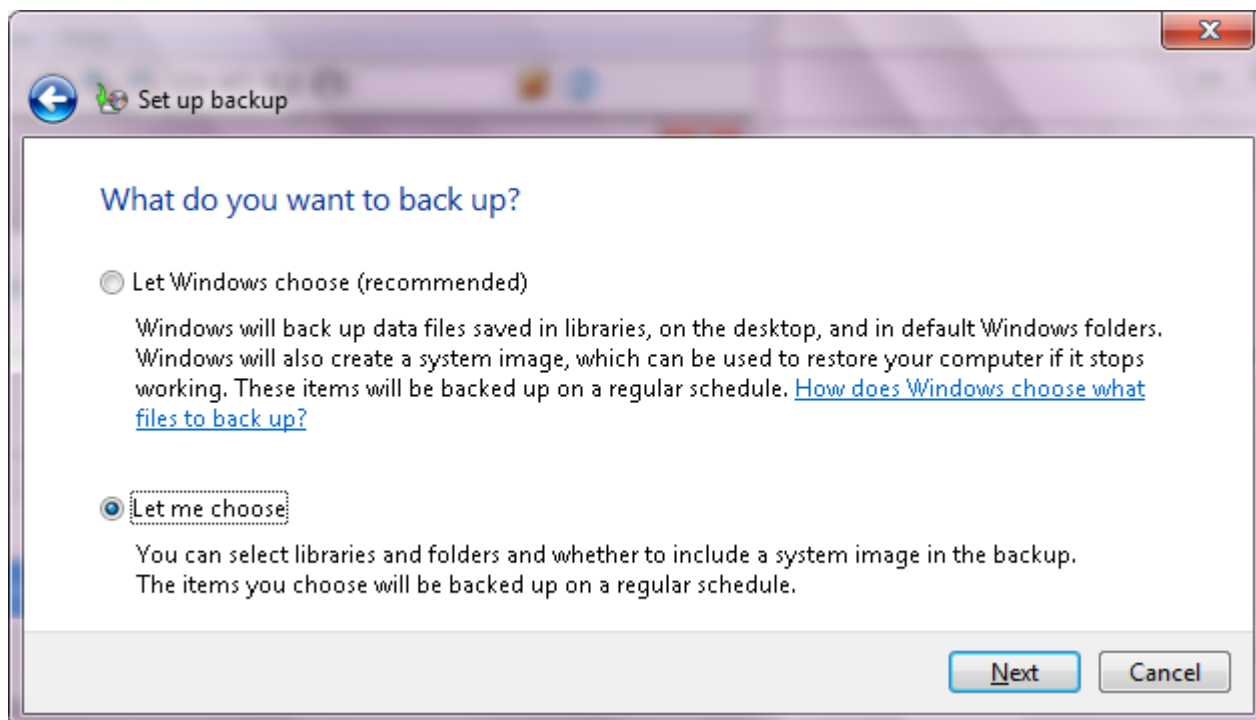 Set up backup
What do you want to back up?
Let Windows choose (recommended)
Windows will back up data files saved in libraries, on the desktop, and in default Windows folders.
Windows will also create a system image, which can be used to restore your computer if it stops
working. These items will be backed up on a regular schedule. How does Windows choose what
files to back up?
Let me choose
You can select libraries and folders and whether to include a system image in the backup.
The items you choose will be backed up on a regular schedule.
Next
Cancel